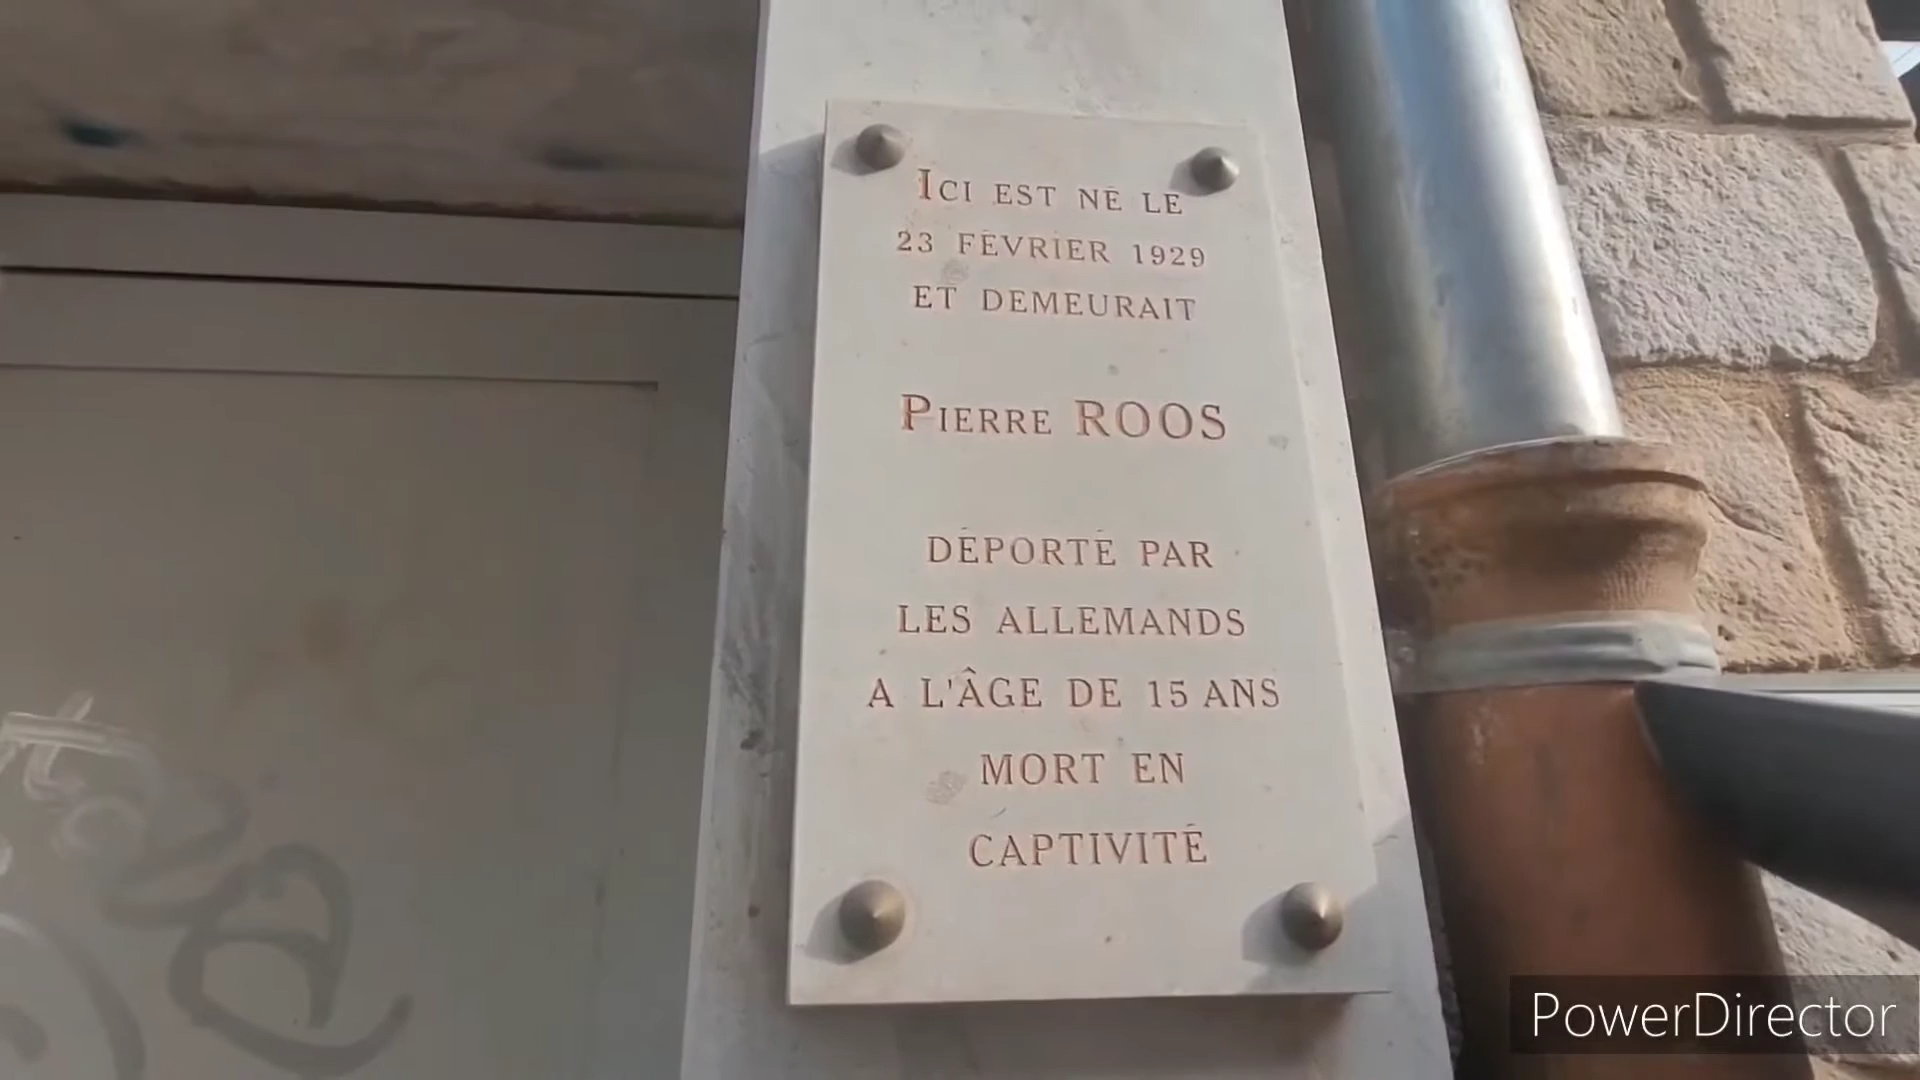 ICI EST NÉ LE
23 FÉVRIER 1929
ET DEMEURAIT
PIERRE ROOS
DÉPORTÉ PAR
LES ALLEMANDS
A L'ÂGE DE 15 ANS
MORT EN
CAPTIVITÉ
PowerDirector